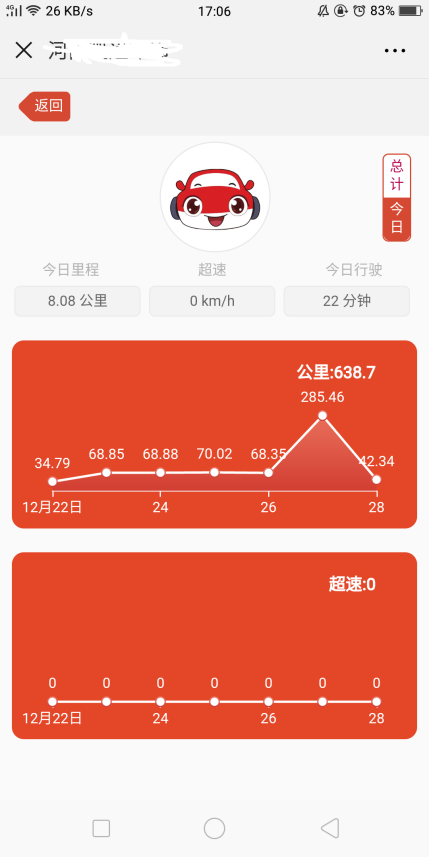 4G 26 KB/s 17:06 83%
返回
总计
今日
今日里程 超速 今日行驶
8.08 公里 0 km/h 22 分钟
公里:638.7
285.46
34.79 68.85 68.88 70.02 68.35 42.34
12月22日 24 26 28
超速:0
0 0 0 0 0 0 0
12月22日 24 26 28